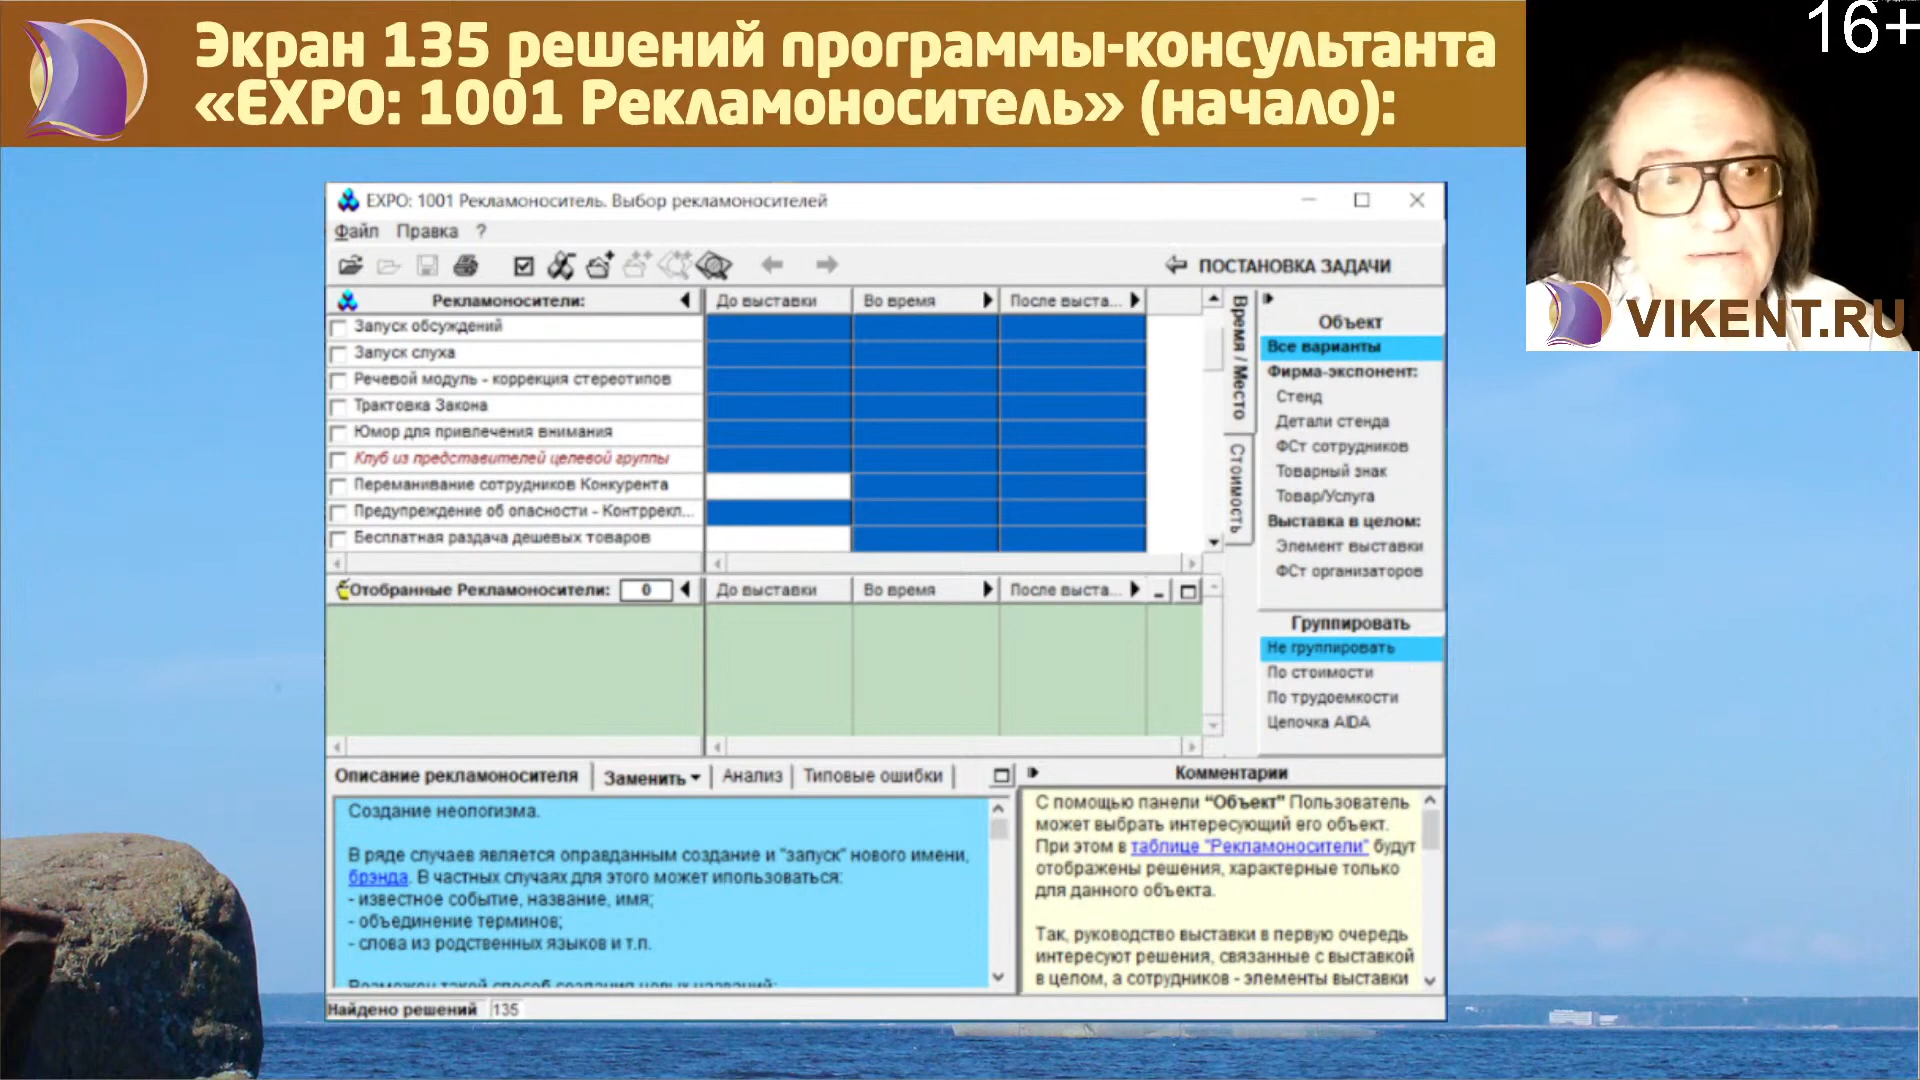 Экран 135 решений программы-консультанта
«EXPO: 1001 Рекламоноситель» (начало):
16+
VIKENT.RU
EXPO: 1001 Рекламоноситель. Выбор рекламоносителей
Файл Правка ?
ПОСТАНОВКА ЗАДАЧИ
Рекламоносители: До выставки Во время После выста...
Запуск обсуждений
Запуск слуха
Речевой модуль - коррекция стереотипов
Трактовка Закона
Юмор для привлечения внимания
Клуб из представителей целевой группы
Переманивание сотрудников Конкурента
Предупреждение об опасности - Контррекл...
Бесплатная раздача дешевых товаров
Время / Место
Стоимость
Объект
Все варианты
Фирма-экспонент:
Стенд
Детали стенда
ФСт сотрудников
Товарный знак
Товар/Услуга
Выставка в целом:
Элемент выставки
ФСт организаторов
Отобранные Рекламоносители: 0 До выставки Во время После выста...
Группировать
Не группировать
По стоимости
По трудоемкости
Цепочка AIDA
Описание рекламоносителя Заменить Анализ Типовые ошибки
Создание неологизма.
В ряде случаев является оправданным создание и "запуск" нового имени,
брэнда. В частных случаях для этого может ипользоваться:
- известное событие, название, имя;
- объединение терминов;
- слова из родственных языков и т.п.
Возможен такой способ создания новых названий:
Комментарии
С помощью панели "Объект" Пользователь
может выбрать интересующий его объект.
При этом в таблице "Рекламоносители" будут
отображены решения, характерные только
для данного объекта.
Так, руководство выставки в первую очередь
интересуют решения, связанные с выставкой
в целом, а сотрудников - элементы выставки
Найдено решений 135